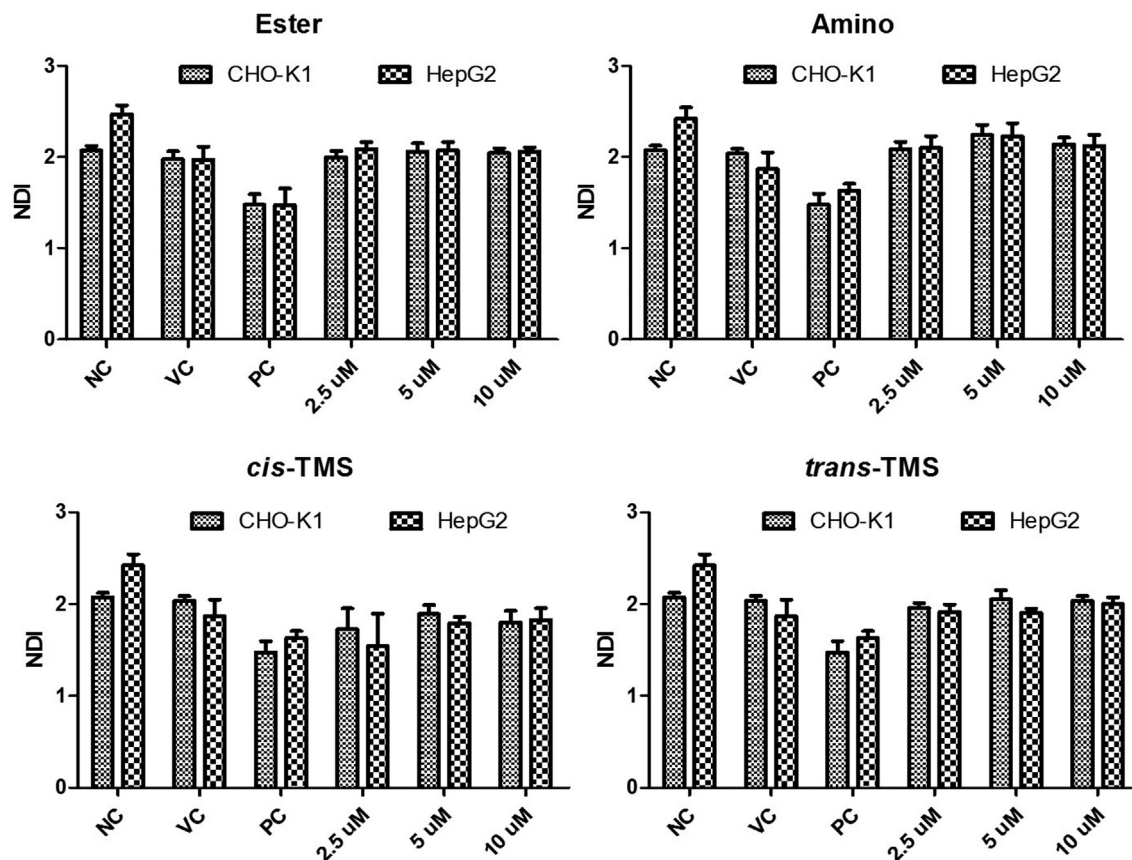 Ester
CHO-K1 HepG2
3
2
1
0
NDI
NC VC PC 2.5 uM 5 uM 10 uM
Amino
CHO-K1 HepG2
3
2
1
0
NDI
NC VC PC 2.5 uM 5 uM 10 uM
cis-TMS
CHO-K1 HepG2
3
2
1
0
NDI
NC VC PC 2.5 uM 5 uM 10 uM
trans-TMS
CHO-K1 HepG2
3
2
1
0
NDI
NC VC PC 2.5 uM 5 uM 10 uM